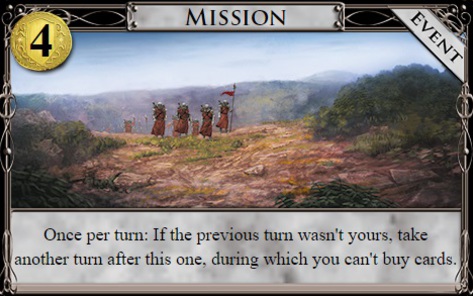 MISSION
4
EVENT
Once per turn: If the previous turn wasn't yours, take
another turn after this one, during which you can't buy cards.